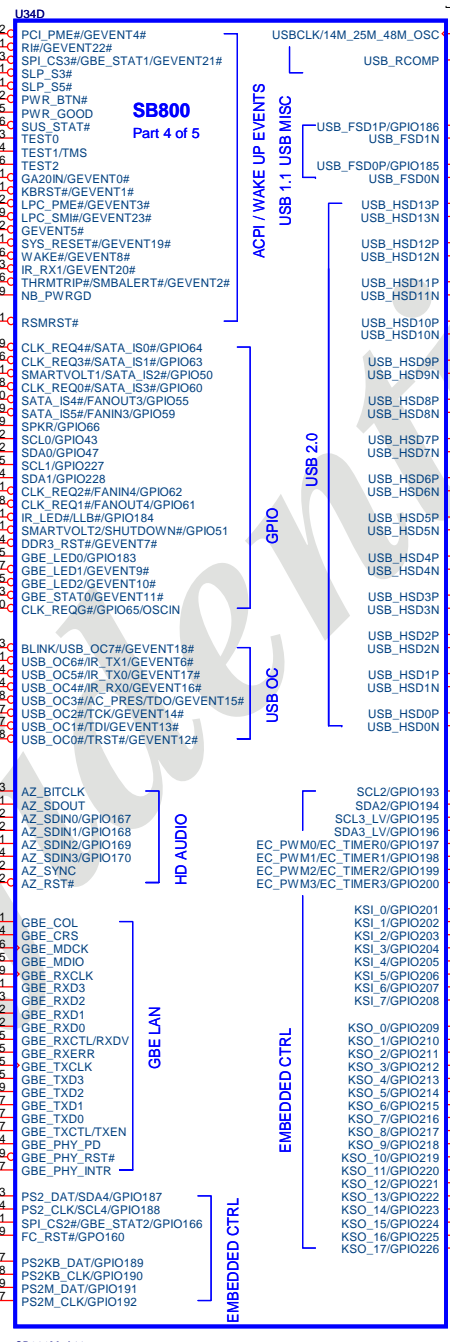 U34D
SB800
Part 4 of 5
PCI_PME#/GEVENT4#
RI#/GEVENT22#
SPI_CS3#/GBE_STAT1/GEVENT21#
SLP_S3#
SLP_S5#
PWR_BTN#
PWR_GOOD
SUS_STAT#
TEST0
TEST1/TMS
TEST2
GA20IN/GEVENT0#
KBRST#/GEVENT1#
LPC_PME#/GEVENT3#
LPC_SMI#/GEVENT23#
GEVENT5#
SYS_RESET#/GEVENT19#
WAKE#/GEVENT8#
IR_RX1/GEVENT20#
THRMTRIP#/SMBALERT#/GEVENT2#
NB_PWRGD
RSMRST#
ACPI / WAKE UP EVENTS
CLK_REQ4#/SATA_IS0#/GPIO64
CLK_REQ3#/SATA_IS1#/GPIO63
SMARTVOLT1/SATA_IS2#/GPIO50
CLK_REQ0#/SATA_IS3#/GPIO60
SATA_IS4#/FANOUT3/GPIO55
SATA_IS5#/FANIN3/GPIO59
SPKR/GPIO66
SCL0/GPIO43
SDA0/GPIO47
SCL1/GPIO227
SDA1/GPIO228
CLK_REQ2#/FANIN4/GPIO62
CLK_REQ1#/FANOUT4/GPIO61
IR_LED#/LLB#/GPIO184
SMARTVOLT2/SHUTDOWN#/GPIO51
DDR3_RST#/GEVENT7#
GBE_LED0/GPIO183
GBE_LED1/GEVENT9#
GBE_LED2/GEVENT10#
GBE_STAT0/GEVENT11#
CLK_REQG#/GPIO65/OSCIN
GPIO
BLINK/USB_OC7#/GEVENT18#
USB_OC6#/IR_TX1/GEVENT6#
USB_OC5#/IR_TX0/GEVENT17#
USB_OC4#/IR_RX0/GEVENT16#
USB_OC3#/AC_PRES/TDO/GEVENT15#
USB_OC2#/TCK/GEVENT14#
USB_OC1#/TDI/GEVENT13#
USB_OC0#/TRST#/GEVENT12#
USB OC
AZ_BITCLK
AZ_SDOUT
AZ_SDIN0/GPIO167
AZ_SDIN1/GPIO168
AZ_SDIN2/GPIO169
AZ_SDIN3/GPIO170
AZ_SYNC
AZ_RST#
HD AUDIO
GBE_COL
GBE_CRS
GBE_MDCK
GBE_MDIO
GBE_RXCLK
GBE_RXD3
GBE_RXD2
GBE_RXD1
GBE_RXD0
GBE_RXCTL/RXDV
GBE_RXERR
GBE_TXCLK
GBE_TXD3
GBE_TXD2
GBE_TXD1
GBE_TXD0
GBE_TXCTL/TXEN
GBE_PHY_PD
GBE_PHY_RST#
GBE_PHY_INTR
GBE LAN
PS2_DAT/SDA4/GPIO187
PS2_CLK/SCL4/GPIO188
SPI_CS2#/GBE_STAT2/GPIO166
FC_RST#/GPO160
PS2KB_DAT/GPIO189
PS2KB_CLK/GPIO190
PS2M_DAT/GPIO191
PS2M_CLK/GPIO192
EMBEDDED CTRL
USBCLK/14M_25M_48M_OSC
USB_RCOMP
USB MISC
USB_FSD1P/GPIO186
USB_FSD1N
USB_FSD0P/GPIO185
USB_FSD0N
USB 1.1
USB_HSD13P
USB_HSD13N
USB_HSD12P
USB_HSD12N
USB_HSD11P
USB_HSD11N
USB_HSD10P
USB_HSD10N
USB_HSD9P
USB_HSD9N
USB_HSD8P
USB_HSD8N
USB_HSD7P
USB_HSD7N
USB_HSD6P
USB_HSD6N
USB_HSD5P
USB_HSD5N
USB_HSD4P
USB_HSD4N
USB_HSD3P
USB_HSD3N
USB_HSD2P
USB_HSD2N
USB_HSD1P
USB_HSD1N
USB_HSD0P
USB_HSD0N
USB 2.0
SCL2/GPIO193
SDA2/GPIO194
SCL3_LV/GPIO195
SDA3_LV/GPIO196
EC_PWM0/EC_TIMER0/GPIO197
EC_PWM1/EC_TIMER1/GPIO198
EC_PWM2/EC_TIMER2/GPIO199
EC_PWM3/EC_TIMER3/GPIO200
KSI_0/GPIO201
KSI_1/GPIO202
KSI_2/GPIO203
KSI_3/GPIO204
KSI_4/GPIO205
KSI_5/GPIO206
KSI_6/GPIO207
KSI_7/GPIO208
KSO_0/GPIO209
KSO_1/GPIO210
KSO_2/GPIO211
KSO_3/GPIO212
KSO_4/GPIO213
KSO_5/GPIO214
KSO_6/GPIO215
KSO_7/GPIO216
KSO_8/GPIO217
KSO_9/GPIO218
KSO_10/GPIO219
KSO_11/GPIO220
KSO_12/GPIO221
KSO_13/GPIO222
KSO_14/GPIO223
KSO_15/GPIO224
KSO_16/GPIO225
KSO_17/GPIO226
EMBEDDED CTRL